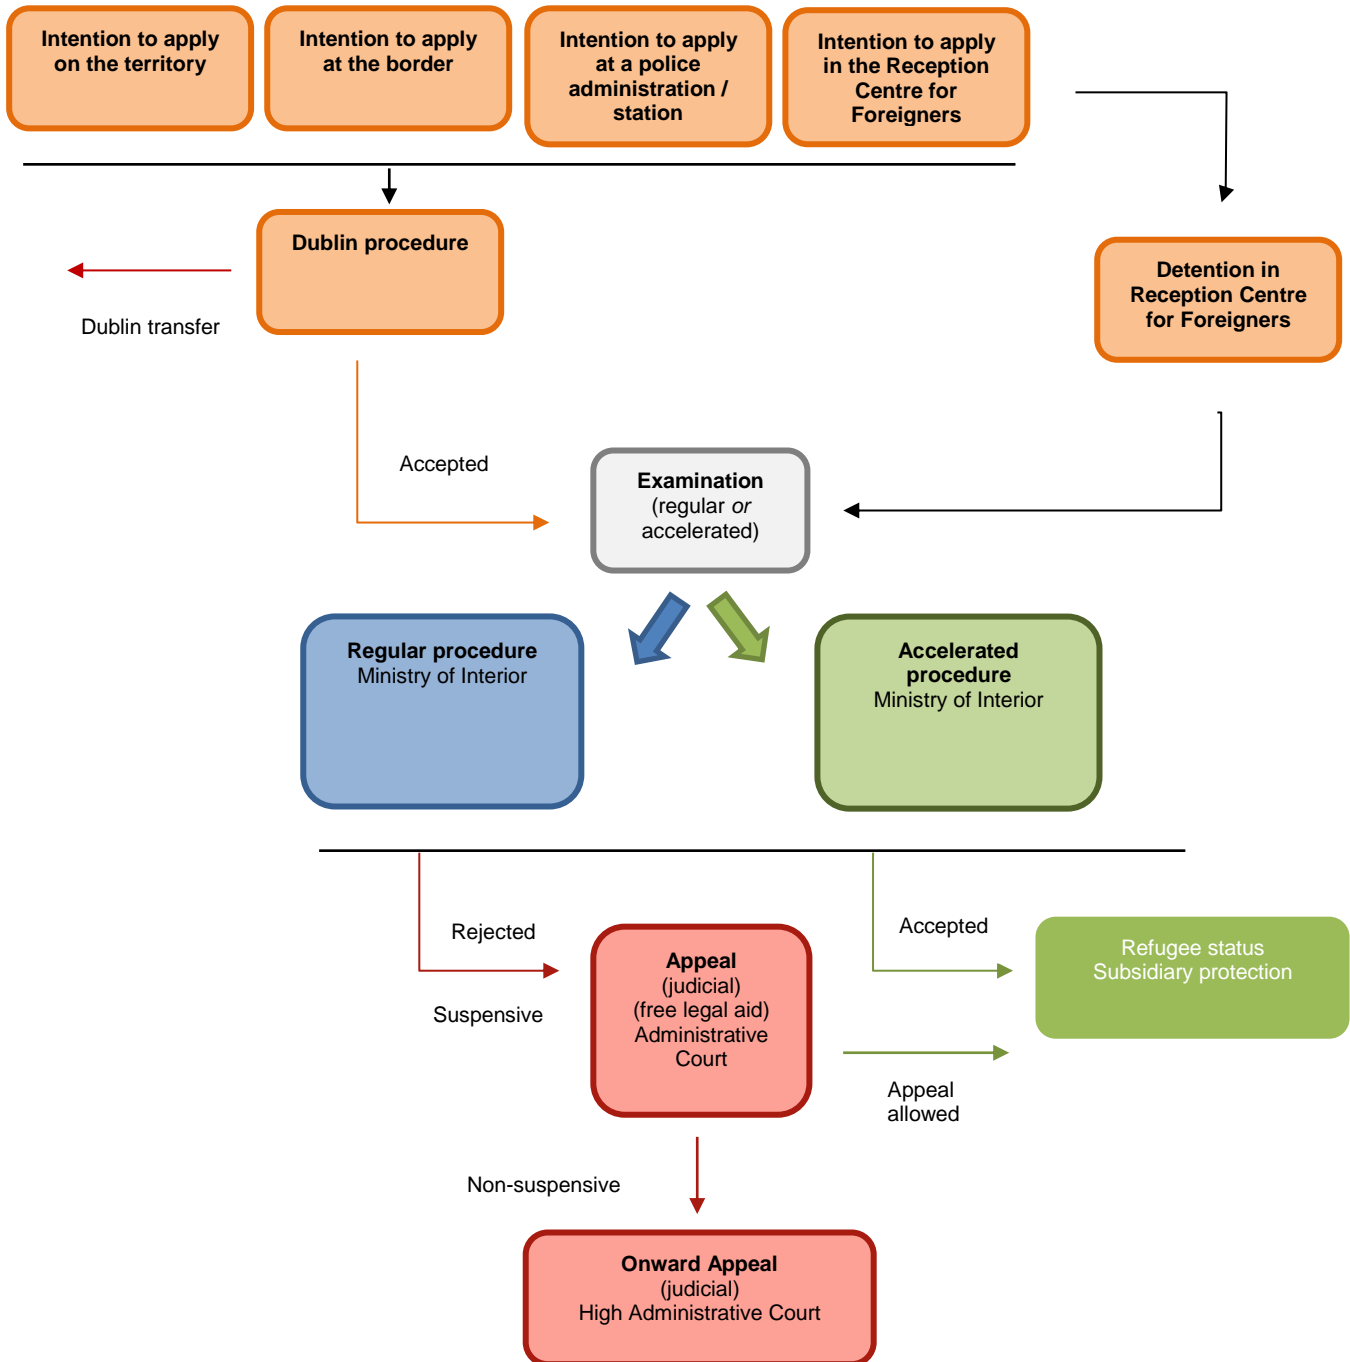 Intention to apply
on the territory
Intention to apply
at the border
Intention to apply
at a police
administration /
station
Intention to apply
in the Reception
Centre for
Foreigners
Dublin procedure
Dublin transfer
Detention in
Reception Centre
for Foreigners
Accepted
Examination
(regular or
accelerated)
Regular procedure
Ministry of Interior
Accelerated
procedure
Ministry of Interior
Rejected
Suspensive
Appeal
(judicial)
(free legal aid)
Administrative
Court
Accepted
Refugee status
Subsidiary protection
Appeal
allowed
Non-suspensive
Onward Appeal
(judicial)
High Administrative Court